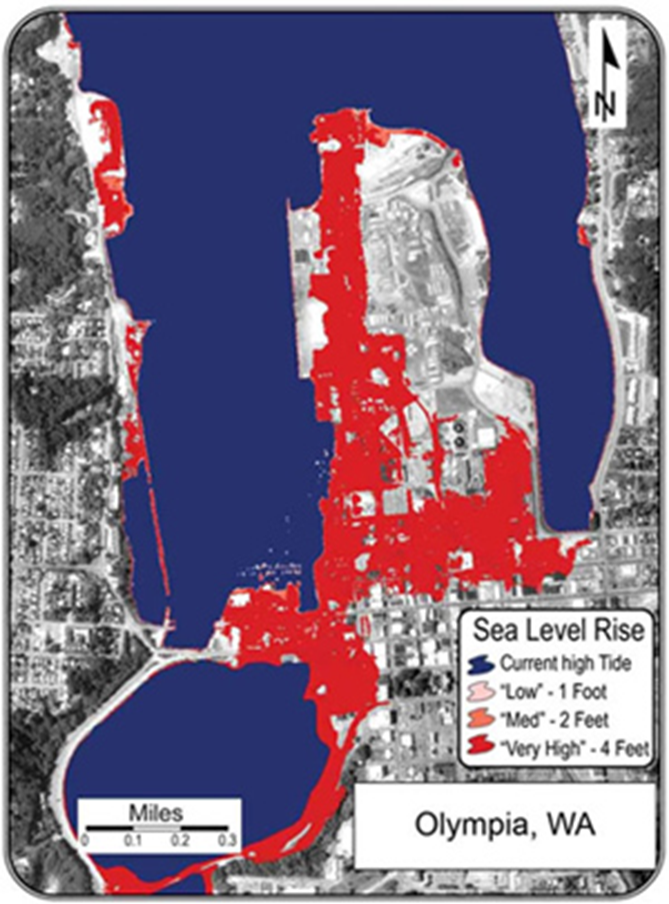 N
Sea Level Rise
Current high Tide
“Low” - 1 Foot
“Med” - 2 Feet
“Very High” - 4 Feet
Miles
0 0.1 0.2 0.3
Olympia, WA